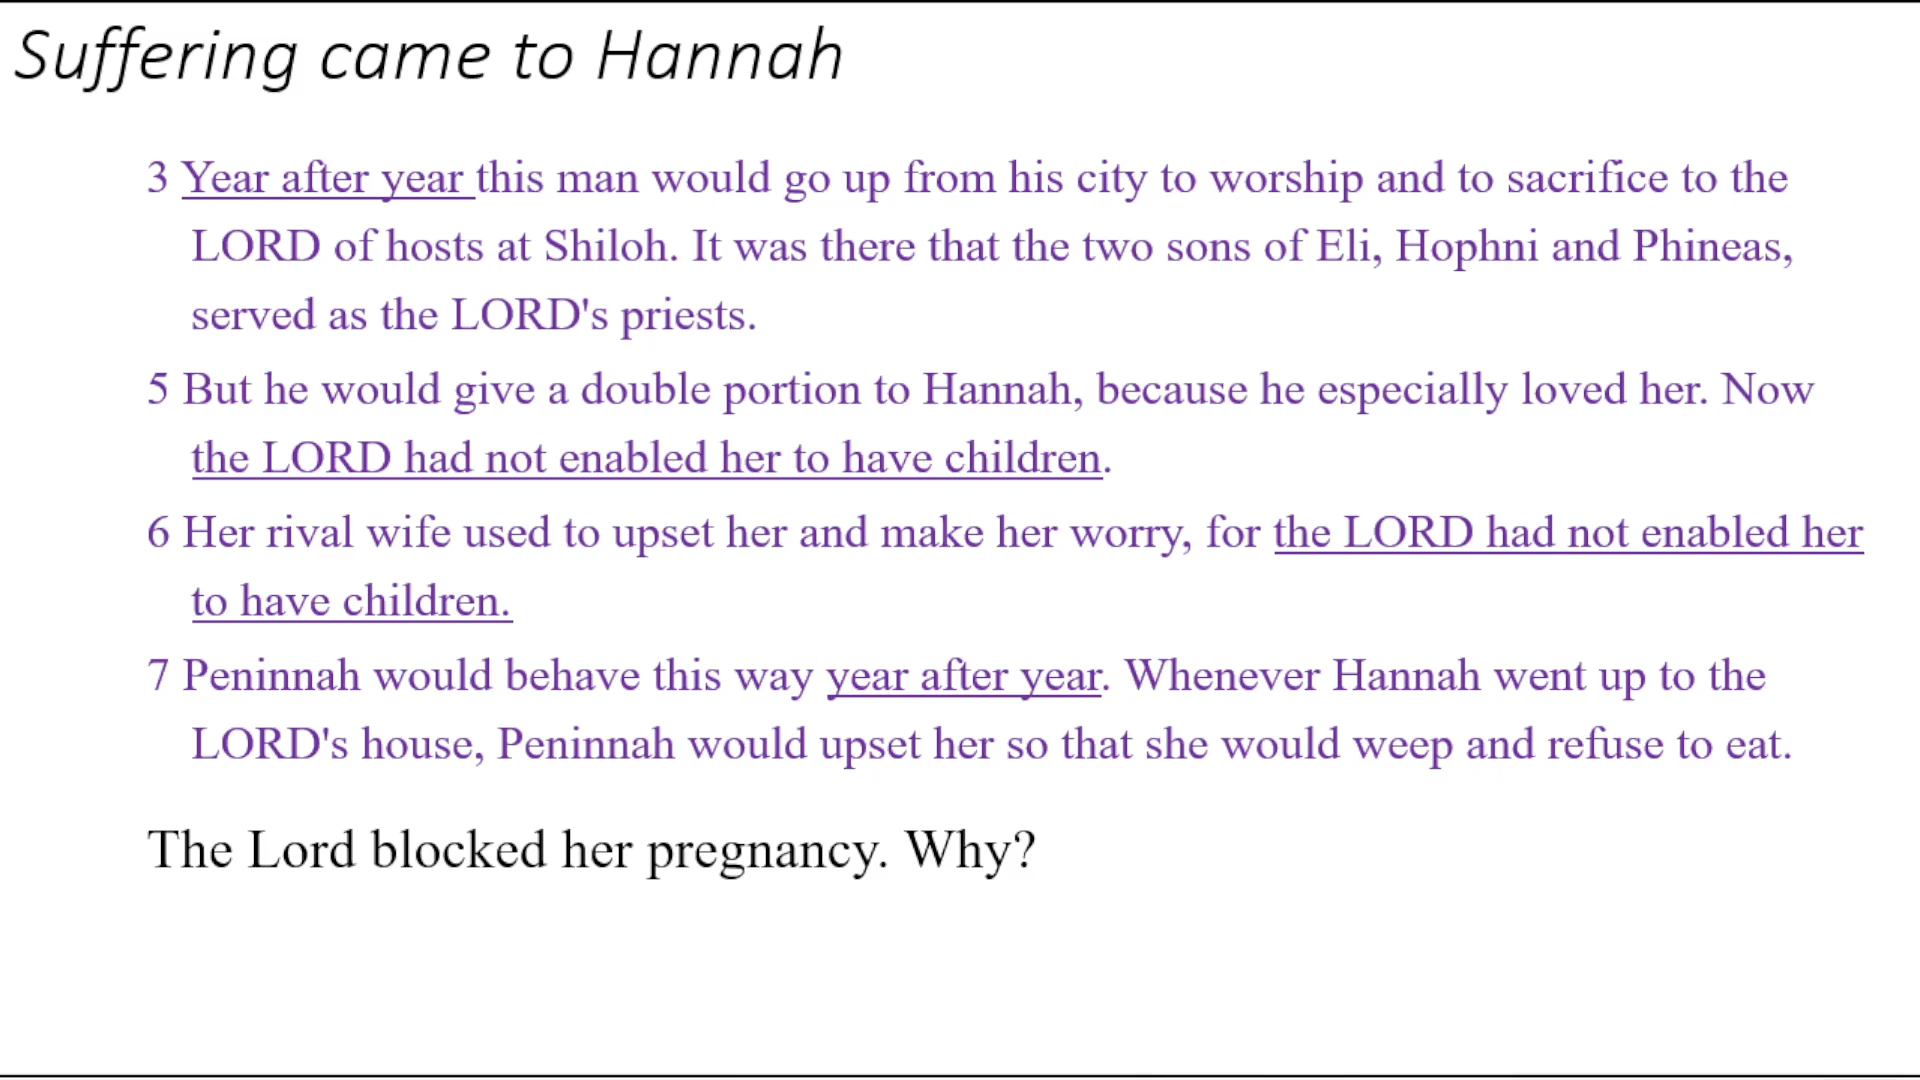 Suffering came to Hannah
3 Year after year this man would go up from his city to worship and to sacrifice to the
LORD of hosts at Shiloh. It was there that the two sons of Eli, Hophni and Phineas,
served as the LORD's priests.
5 But he would give a double portion to Hannah, because he especially loved her. Now
the LORD had not enabled her to have children.
6 Her rival wife used to upset her and make her worry, for the LORD had not enabled her
to have children.
7 Peninnah would behave this way year after year. Whenever Hannah went up to the
LORD's house, Peninnah would upset her so that she would weep and refuse to eat.
The Lord blocked her pregnancy. Why?